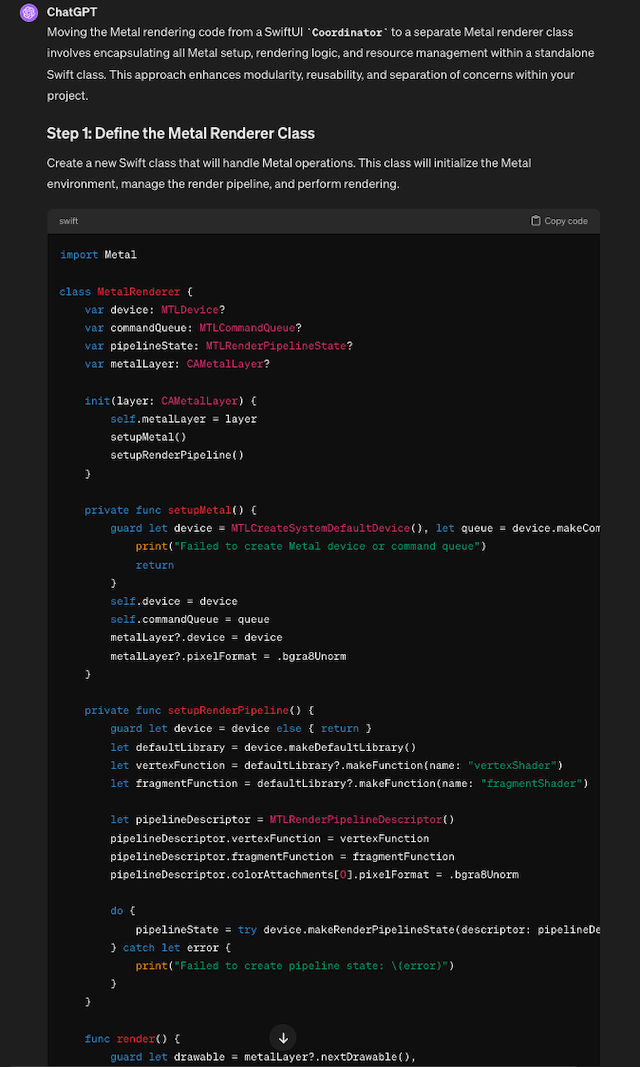 ChatGPT
Moving the Metal rendering code from a SwiftUI `Coordinator` to a separate Metal renderer class
involves encapsulating all Metal setup, rendering logic, and resource management within a standalone
Swift class. This approach enhances modularity, reusability, and separation of concerns within your
project.
Step 1: Define the Metal Renderer Class
Create a new Swift class that will handle Metal operations. This class will initialize the Metal
environment, manage the render pipeline, and perform rendering.
swift Copy code
import Metal
class MetalRenderer {
var device: MTLDevice?
var commandQueue: MTLCommandQueue?
var pipelineState: MTLRenderPipelineState?
var metalLayer: CAMetalLayer?
init(layer: CAMetalLayer) {
self.metalLayer = layer
setupMetal()
setupRenderPipeline()
}
private func setupMetal() {
guard let device = MTLCreateSystemDefaultDevice(), let queue = device.makeCom
print("Failed to create Metal device or command queue")
return
}
self.device = device
self.commandQueue = queue
metalLayer?.device = device
metalLayer?.pixelFormat = .bgra8Unorm
}
private func setupRenderPipeline() {
guard let device = device else { return }
let defaultLibrary = device.makeDefaultLibrary()
let vertexFunction = defaultLibrary?.makeFunction(name: "vertexShader")
let fragmentFunction = defaultLibrary?.makeFunction(name: "fragmentShader")
let pipelineDescriptor = MTLRenderPipelineDescriptor()
pipelineDescriptor.vertexFunction = vertexFunction
pipelineDescriptor.fragmentFunction = fragmentFunction
pipelineDescriptor.colorAttachments[0].pixelFormat = .bgra8Unorm
do {
pipelineState = try device.makeRenderPipelineState(descriptor: pipelineDe
} catch let error {
print("Failed to create pipeline state: \(error)")
}
}
func render() {
guard let drawable = metalLayer?.nextDrawable(),